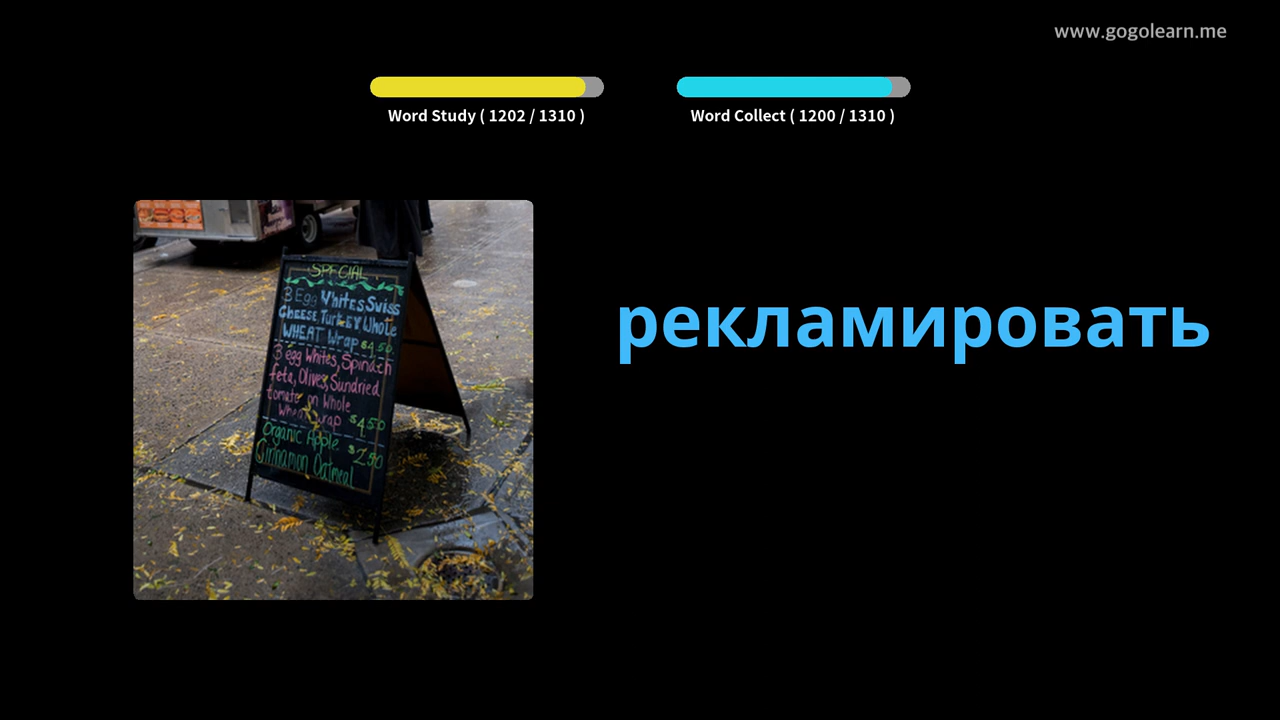 www.gogolearn.me
Word Study ( 1202 / 1310 )
Word Collect ( 1200 / 1310 )
SPECIAL
3 Egg Whites, Swiss
Cheese, TurkEY Whole
WHEAT Wrap $4.50
3 egg Whites, Spinach
feta, Olives, Sundried
tomato on Whole
Wheat Wrap $4.50
Organic Apple $2.50
Cinnamon Oatmeal
рекламировать